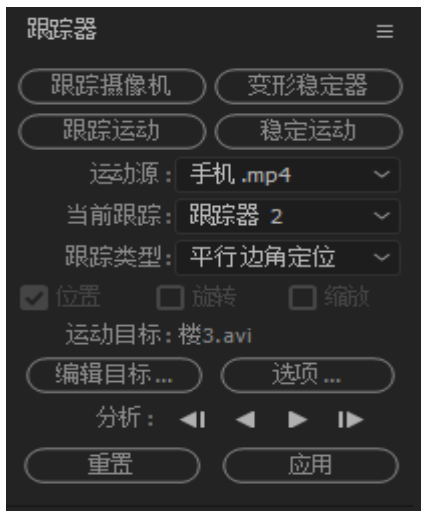 跟踪器
跟踪摄像机 变形稳定器
跟踪运动 稳定运动
运动源: 手机.mp4
当前跟踪: 跟踪器 2
跟踪类型: 平行边角定位
位置 旋转 缩放
运动目标: 楼3.avi
编辑目标... 选项...
分析:
重置 应用